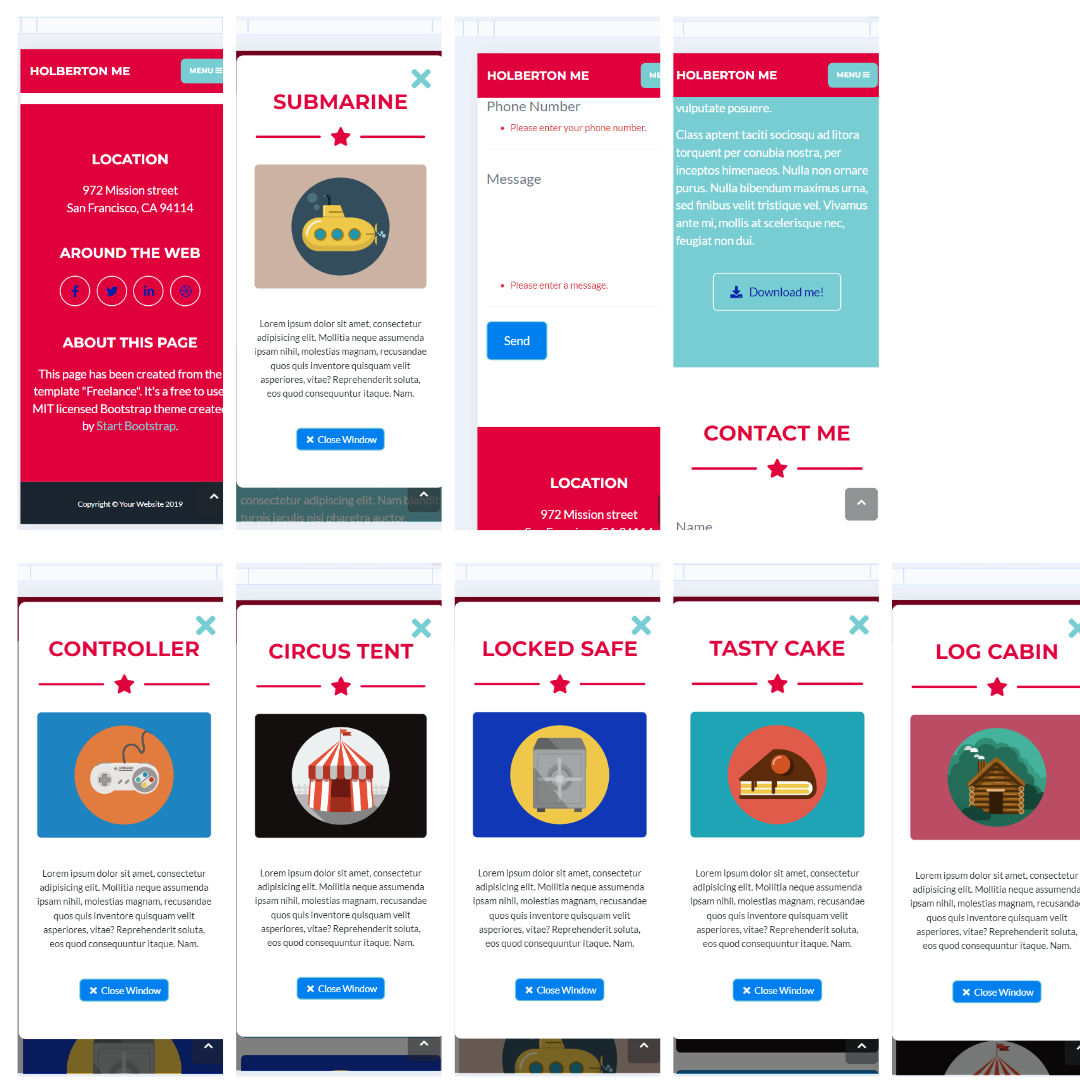 HOLBERTON ME
MENU
LOCATION
972 Mission street
San Francisco, CA 94114
AROUND THE WEB
ABOUT THIS PAGE
This page has been created from the
template "Freelance". It's a free to use,
MIT licensed Bootstrap theme created
by Start Bootstrap.
Copyright © Your Website 2019
SUBMARINE
Lorem ipsum dolor sit amet, consectetur
adipisicing elit. Mollitia neque assumenda
ipsam nihil, molestias magnam, recusandae
quos quis inventore quisquam velit
asperiores, vitae? Reprehenderit soluta,
eos quod consequuntur itaque. Nam.
Close Window
consectetur adipiscing elit. Nam blandit
turpis iaculis nisl pharetra auctor.
HOLBERTON ME
ME
Phone Number
Please enter your phone number.
Message
Please enter a message.
Send
LOCATION
972 Mission street
San Francisco, CA 94114
HOLBERTON ME
MENU
vulputate posuere.
Class aptent taciti sociosqu ad litora
torquent per conubia nostra, per
inceptos himenaeos. Nulla non ornare
purus. Nulla bibendum maximus urna,
sed finibus velit tristique vel. Vivamus
ante mi, mollis at scelerisque nec,
feugiat non dui.
Download me!
CONTACT ME
Name
CONTROLLER
Lorem ipsum dolor sit amet, consectetur
adipisicing elit. Mollitia neque assumenda
ipsam nihil, molestias magnam, recusandae
quos quis inventore quisquam velit
asperiores, vitae? Reprehenderit soluta,
eos quod consequuntur itaque. Nam.
Close Window
CIRCUS TENT
Lorem ipsum dolor sit amet, consectetur
adipisicing elit. Mollitia neque assumenda
ipsam nihil, molestias magnam, recusandae
quos quis inventore quisquam velit
asperiores, vitae? Reprehenderit soluta,
eos quod consequuntur itaque. Nam.
Close Window
LOCKED SAFE
Lorem ipsum dolor sit amet, consectetur
adipisicing elit. Mollitia neque assumenda
ipsam nihil, molestias magnam, recusandae
quos quis inventore quisquam velit
asperiores, vitae? Reprehenderit soluta,
eos quod consequuntur itaque. Nam.
Close Window
TASTY CAKE
Lorem ipsum dolor sit amet, consectetur
adipisicing elit. Mollitia neque assumenda
ipsam nihil, molestias magnam, recusandae
quos quis inventore quisquam velit
asperiores, vitae? Reprehenderit soluta,
eos quod consequuntur itaque. Nam.
Close Window
LOG CABIN
Lorem ipsum dolor sit amet, consectetur
adipisicing elit. Mollitia neque assumenda
ipsam nihil, molestias magnam, recusandae
quos quis inventore quisquam velit
asperiores, vitae? Reprehenderit soluta,
eos quod consequuntur itaque. Nam.
Close Window